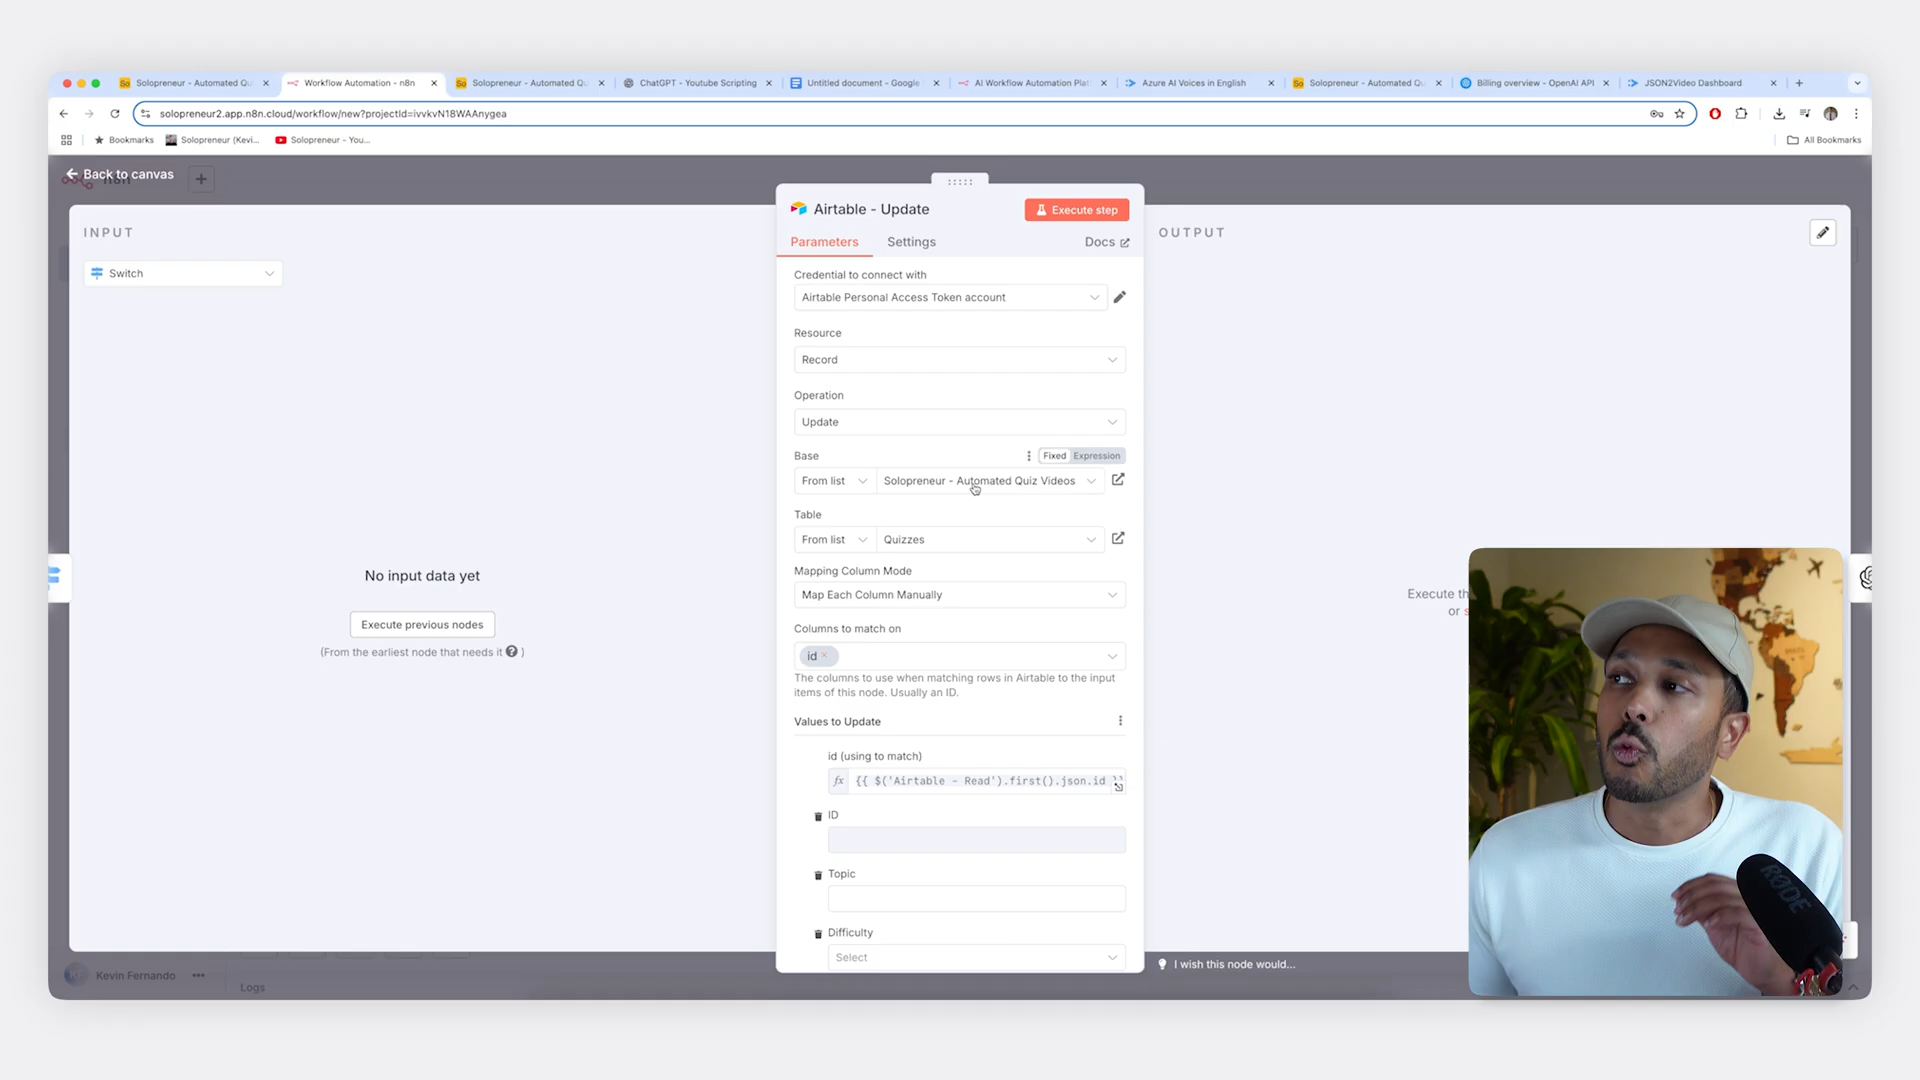 Solopreneur - Automated Qu
Workflow Automation - n8n
Solopreneur - Automated Qu
ChatGPT - Youtube Scripting
Untitled document - Google
AI Workflow Automation Plat
Azure AI Voices in English
Solopreneur - Automated Qu
Billing overview - OpenAI API
JSON2Video Dashboard
solopreneur2.app.n8n.cloud/workflow/new?projectId=ivvkvN18WAAnygea
Bookmarks
Solopreneur (Kevi...
Solopreneur - You...
All Bookmarks
Back to canvas
INPUT
Switch
No input data yet
Execute previous nodes
(From the earliest node that needs it ? )
Airtable - Update
Execute step
Parameters
Settings
Docs
Credential to connect with
Airtable Personal Access Token account
Resource
Record
Operation
Update
Base
Fixed
Expression
From list
Solopreneur - Automated Quiz Videos
Table
From list
Quizzes
Mapping Column Mode
Map Each Column Manually
Columns to match on
id
The columns to use when matching rows in Airtable to the input
items of this node. Usually an ID.
Values to Update
id (using to match)
fx {{ $('Airtable - Read').first().json.id }}
ID
Topic
Difficulty
Select
OUTPUT
Execute th
or s
I wish this node would...
Kevin Fernando
Logs
RØDE